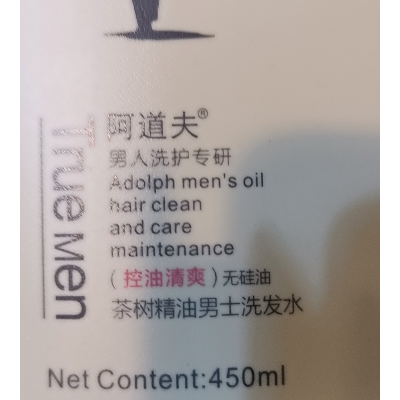 True Men
阿道夫®
男人洗护专研
Adolph men's oil
hair clean
and care
maintenance
（控油清爽）无硅油
茶树精油男士洗发水
Net Content:450ml